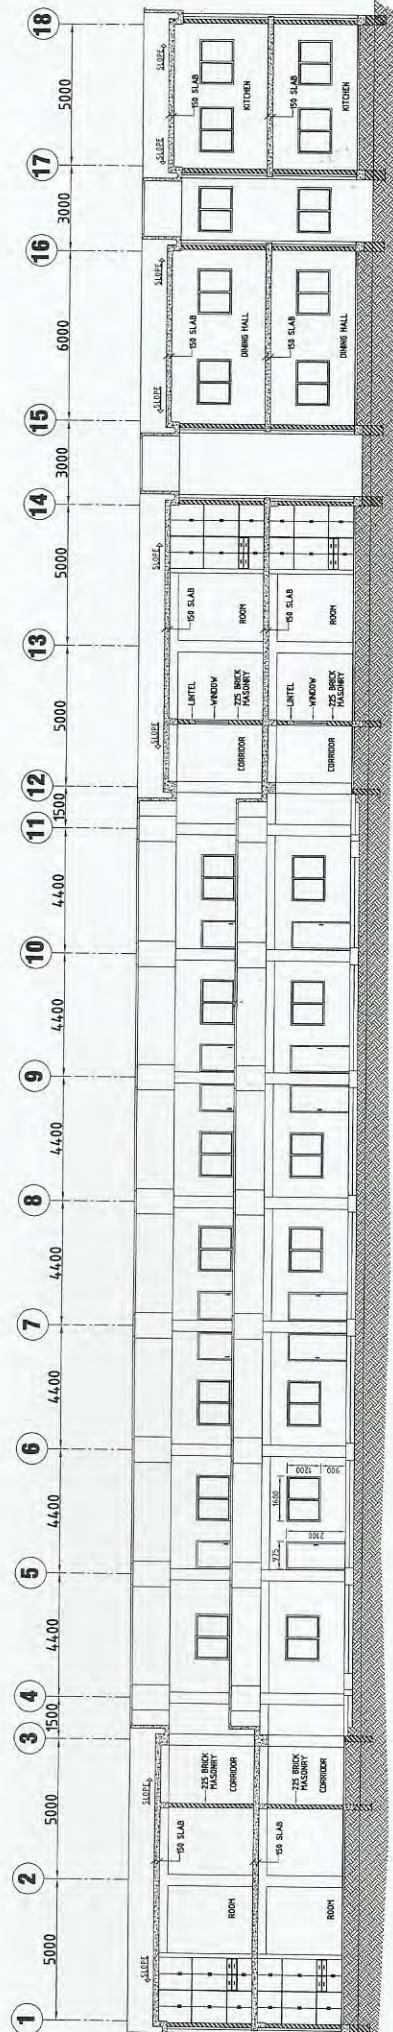 1 2 3 4 5 6 7 8 9 10 11 12 13 14 15 16 17 18
5000 5000 1500 4400 4400 4400 4400 4400 4400 4400 1500 5000 5000 3000 6000 3000 5000
SLOPE SLOPE SLOPE SLOPE SLOPE SLOPE SLOPE SLOPE
150 SLAB
ROOM
225 BRICK
MASONRY
CORRIDOR
CORRIDOR
LINTEL
WINDOW
225 BRICK
MASONRY
150 SLAB
ROOM
150 SLAB
DINING HALL
150 SLAB
KITCHEN
150 SLAB
ROOM
225 BRICK
MASONRY
CORRIDOR
975
2100
1600
1200
900
CORRIDOR
LINTEL
WINDOW
225 BRICK
MASONRY
150 SLAB
ROOM
150 SLAB
DINING HALL
150 SLAB
KITCHEN